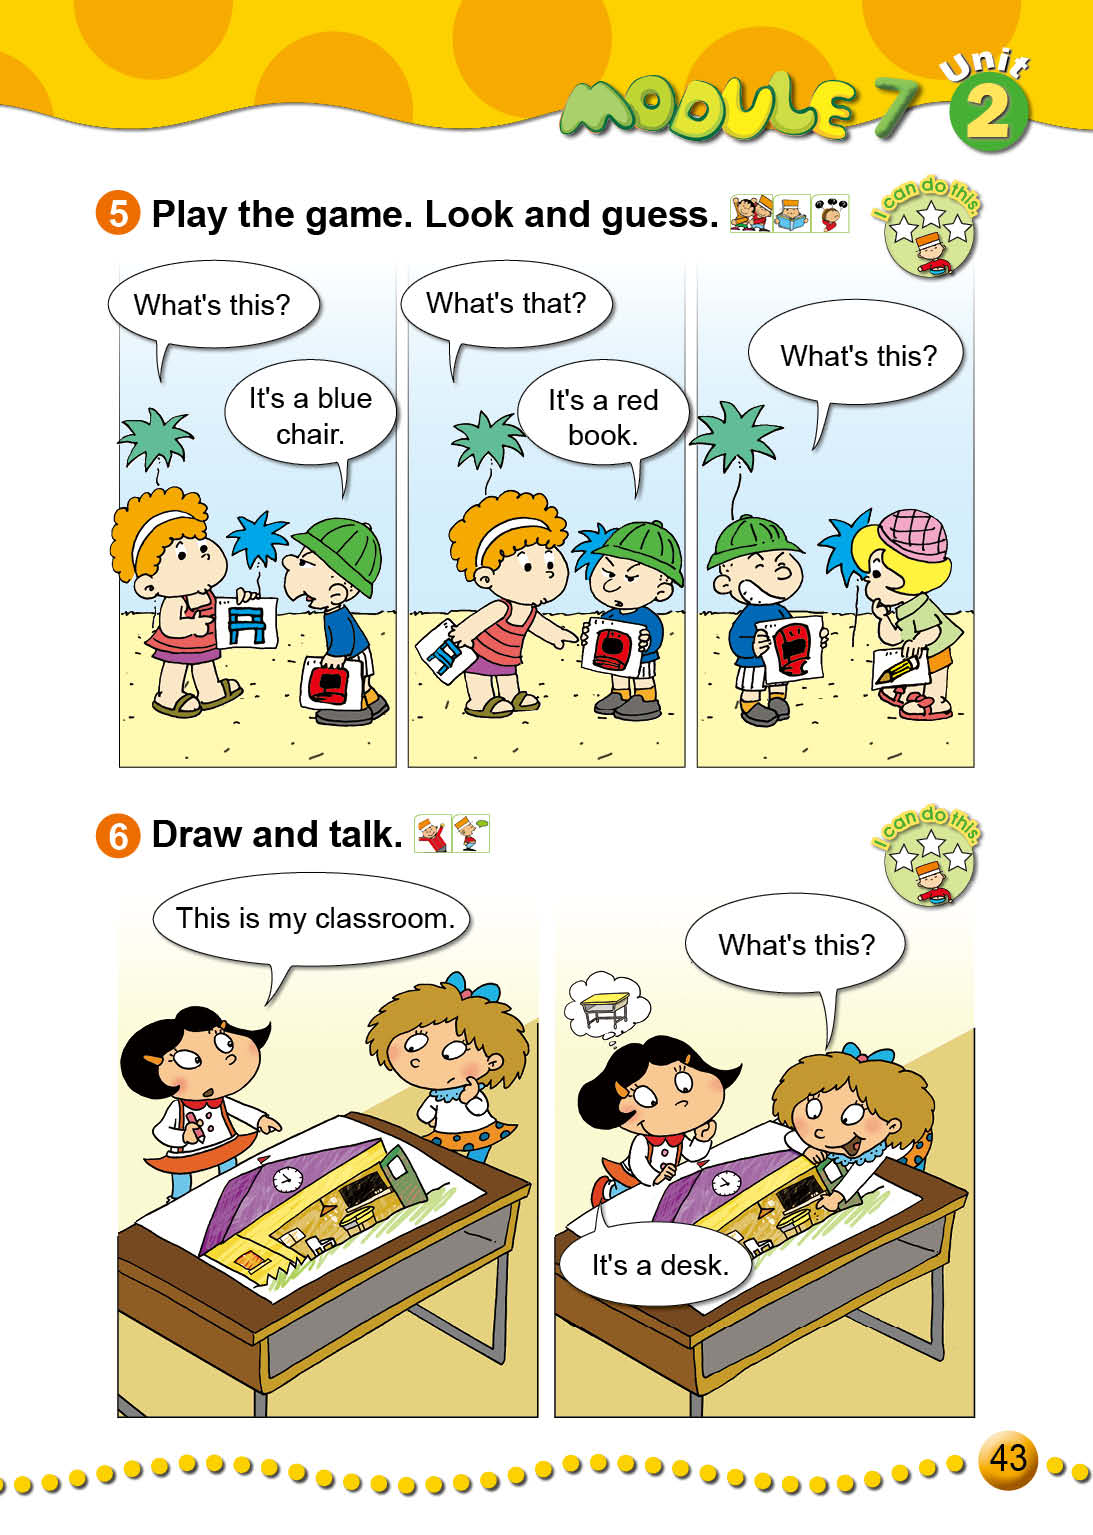 MODULE 7 Unit 2
5 Play the game. Look and guess.
I can do this.
What's this?
It's a blue
chair.
What's that?
It's a red
book.
What's this?
6 Draw and talk.
I can do this.
This is my classroom.
What's this?
It's a desk.
43